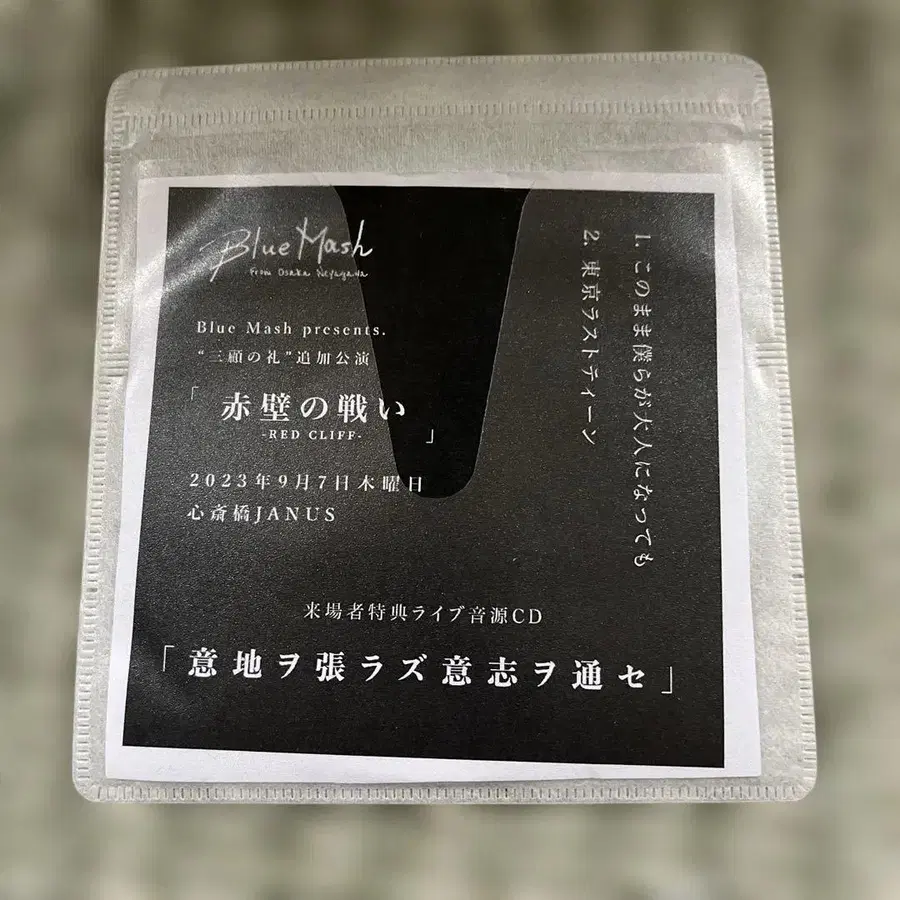 Blue Mash
From Osaka Neyagawa
Blue Mash presents.
“三顧の礼”追加公演
「赤壁の戦い
-RED CLIFF-
」
2023年9月7日木曜日
心斎橋JANUS
1. このまま僕らが大人になっても
2. 東京ラストティーン
来場者特典ライブ音源CD
「意地ヲ張ラズ意志ヲ通セ」